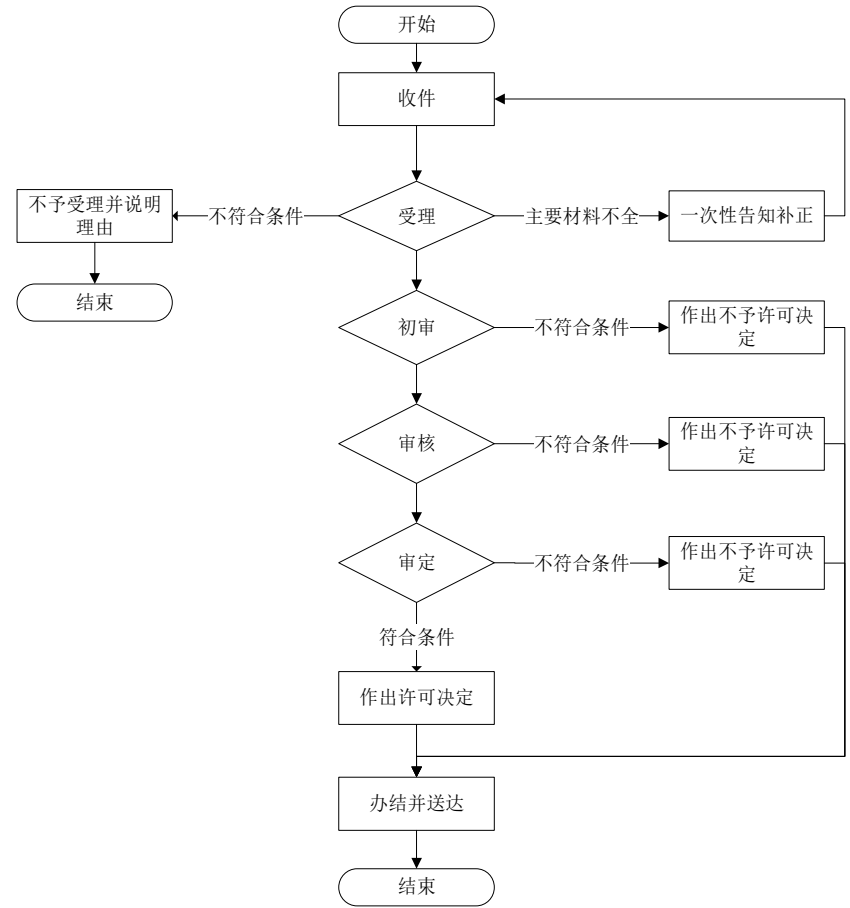 开始
收件
不予受理并说明
理由
不符合条件
受理
主要材料不全
一次性告知补正
结束
初审
不符合条件
作出不予许可决
定
审核
不符合条件
作出不予许可决
定
审定
不符合条件
作出不予许可决
定
符合条件
作出许可决定
办结并送达
结束